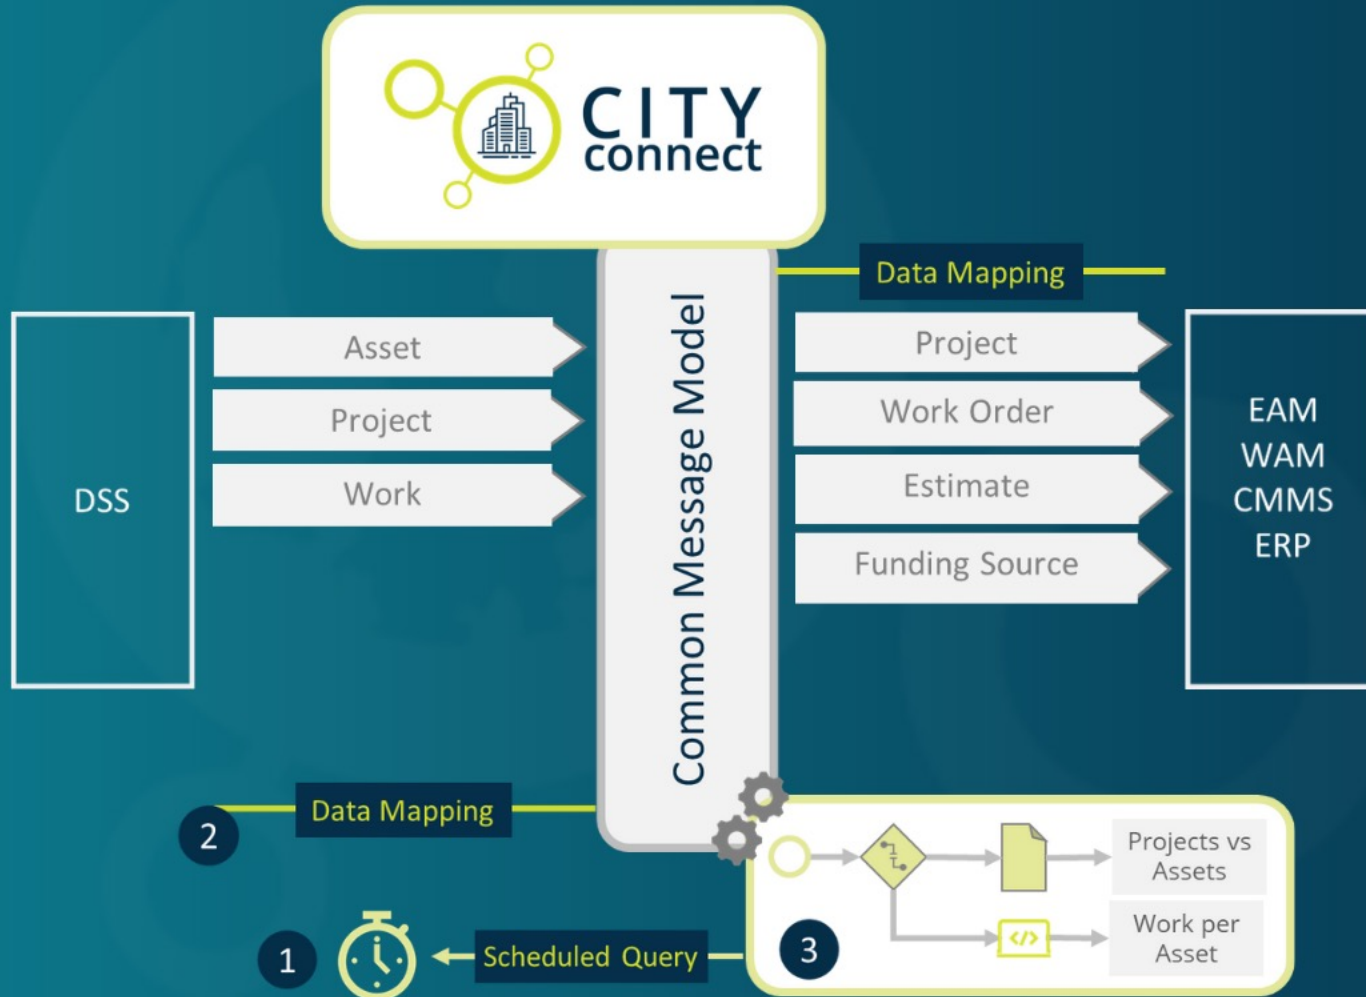 CITY
connect
Data Mapping
DSS
Asset
Project
Work
Common Message Model
Project
Work Order
Estimate
Funding Source
EAM
WAM
CMMS
ERP
2
Data Mapping
1
Scheduled Query
3
</>
Projects vs
Assets
Work per
Asset